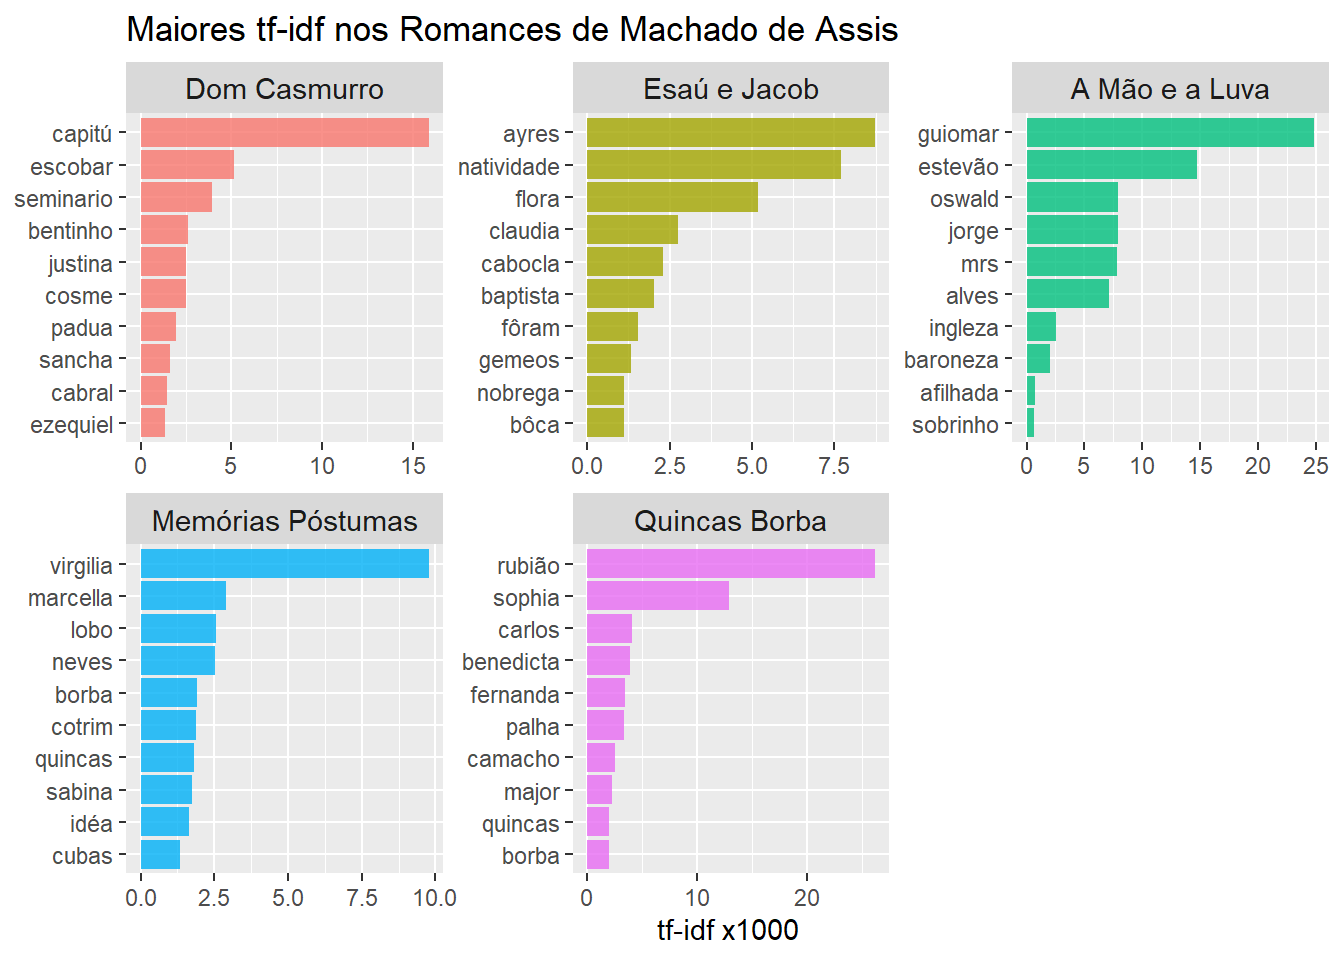 Maiores tf-idf nos Romances de Machado de Assis
Dom Casmurro
capitú
escobar
seminario
bentinho
justina
cosme
padua
sancha
cabral
ezequiel
0 5 10 15
Esaú e Jacob
ayres
natividade
flora
claudia
cabocla
baptista
fôram
gemeos
nobrega
bôca
0.0 2.5 5.0 7.5
A Mão e a Luva
guiomar
estevão
oswald
jorge
mrs
alves
ingleza
baroneza
afilhada
sobrinho
0 5 10 15 20 25
Memórias Póstumas
virgilia
marcella
lobo
neves
borba
cotrim
quincas
sabina
idéa
cubas
0.0 2.5 5.0 7.5 10.0
Quincas Borba
rubião
sophia
carlos
benedicta
fernanda
palha
camacho
major
quincas
borba
0 10 20
tf-idf x1000